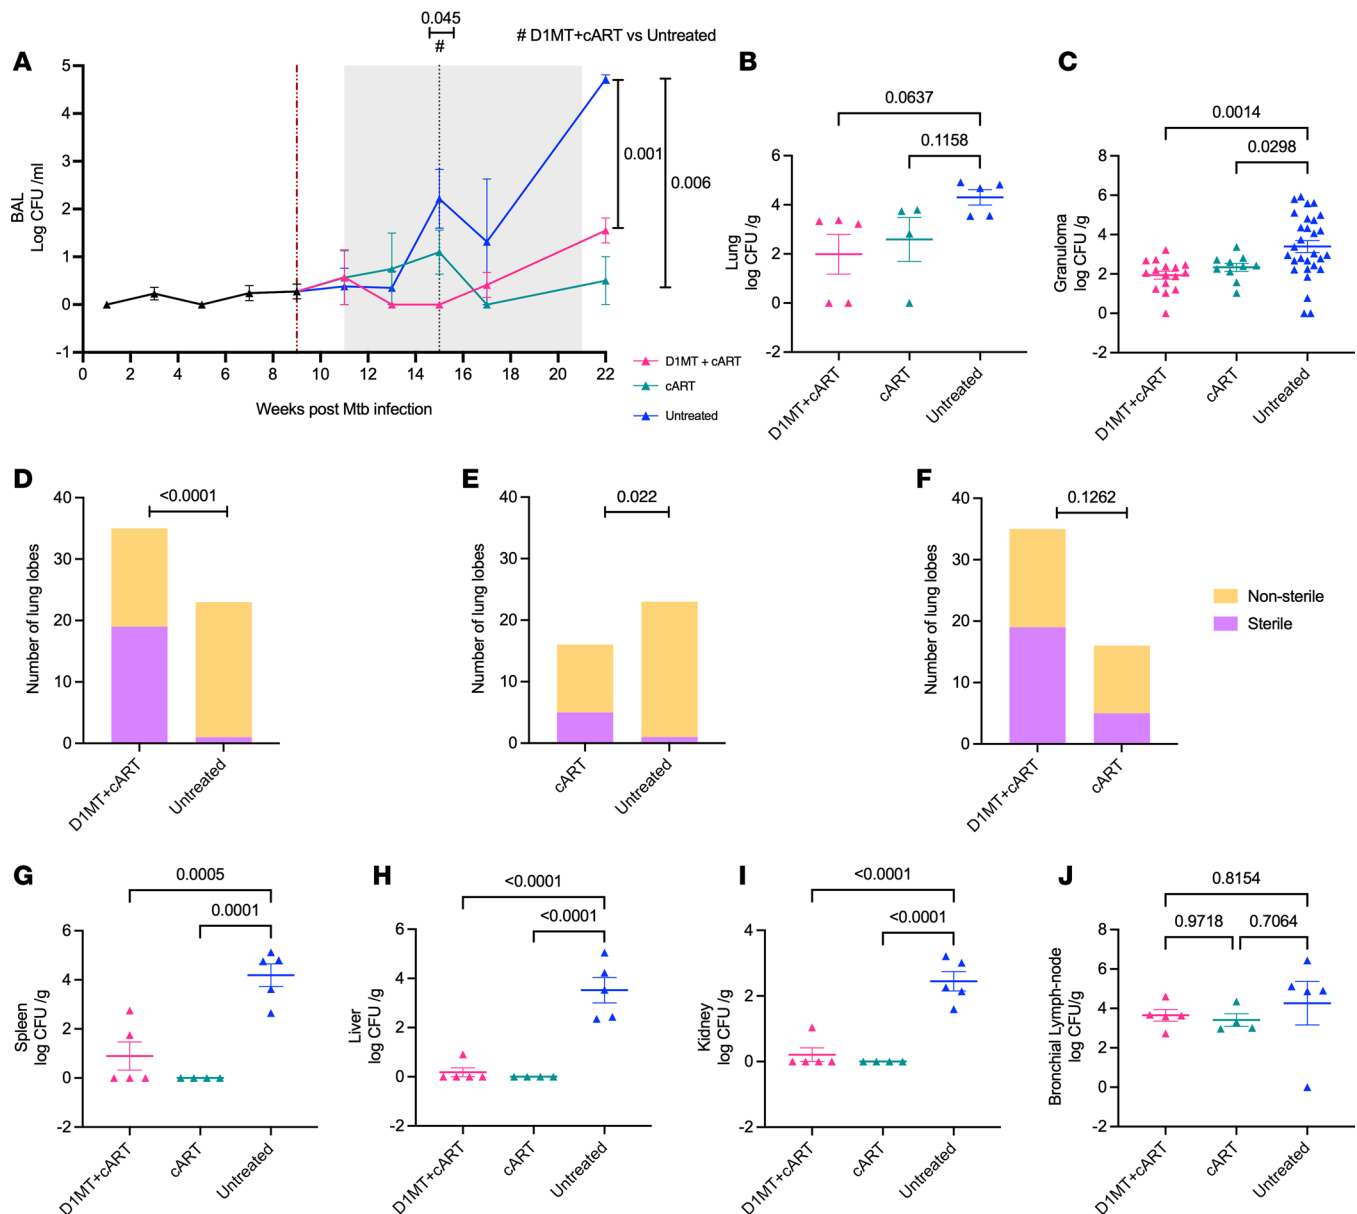 0.045
#
# D1MT+cART vs Untreated
A
5
4
3
2
1
0
-1
BAL
Log CFU /ml
0.001
0.006
0 2 4 6 8 10 12 14 16 18 20 22
Weeks post Mtb infection
D1MT + cART
cART
Untreated
B
0.0637
0.1158
6
4
2
0
-2
Lung
log CFU /g
D1MT+cART
cART
Untreated
C
0.0014
0.0298
8
6
4
2
0
-2
Granuloma
log CFU /g
D1MT+cART
cART
Untreated
D
<0.0001
40
30
20
10
0
Number of lung lobes
D1MT+cART
Untreated
E
0.022
40
30
20
10
0
Number of lung lobes
cART
Untreated
F
0.1262
40
30
20
10
0
Number of lung lobes
D1MT+cART
cART
Non-sterile
Sterile
G
0.0005
0.0001
6
4
2
0
-2
Spleen
log CFU /g
D1MT+cART
cART
Untreated
H
<0.0001
<0.0001
6
4
2
0
-2
Liver
log CFU /g
D1MT+cART
cART
Untreated
I
<0.0001
<0.0001
4
2
0
-2
Kidney
log CFU /g
D1MT+cART
cART
Untreated
J
0.8154
0.9718
0.7064
8
6
4
2
0
-2
Bronchial Lymph-node
log CFU/g
D1MT+cART
cART
Untreated